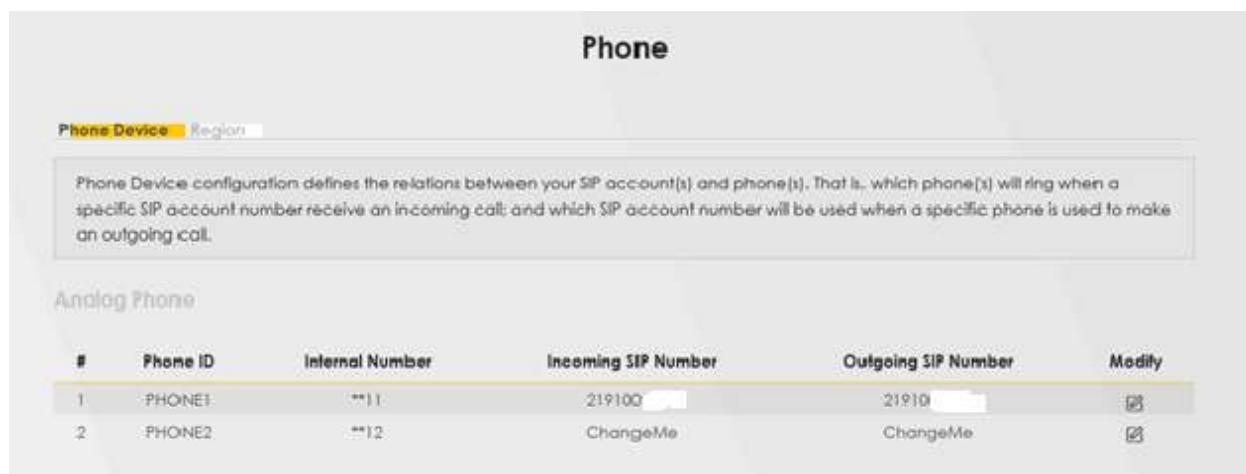 Phone
Phone Device Region
Phone Device configuration defines the relations between your SIP account(s) and phone(s). That is, which phone(s) will ring when a
specific SIP account number receive an incoming call; and which SIP account number will be used when a specific phone is used to make
an outgoing call.
Analog Phone
# Phone ID Internal Number Incoming SIP Number Outgoing SIP Number Modify
1 PHONE1 **11 219100 21910
2 PHONE2 **12 ChangeMe ChangeMe